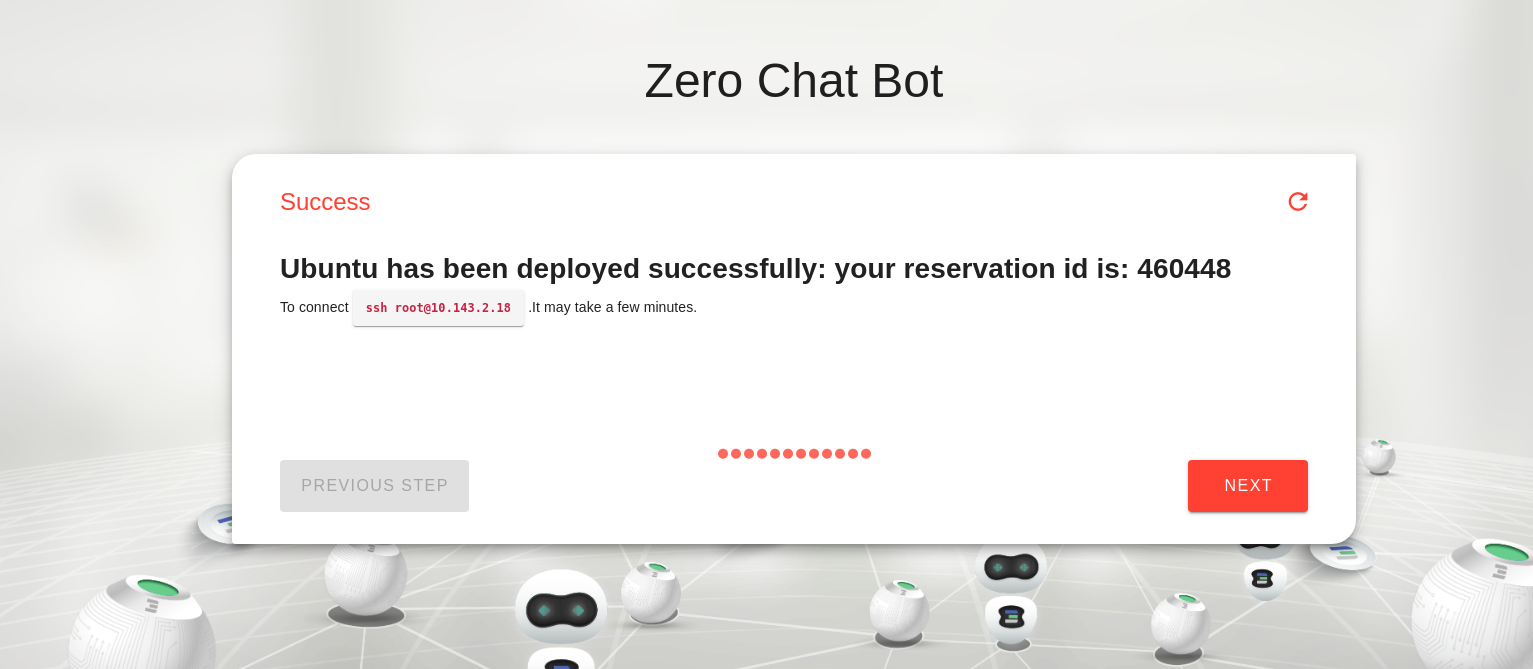 Zero Chat Bot
Success
Ubuntu has been deployed successfully: your reservation id is: 460448
To connect ssh root@10.143.2.18 .It may take a few minutes.
PREVIOUS STEP
NEXT